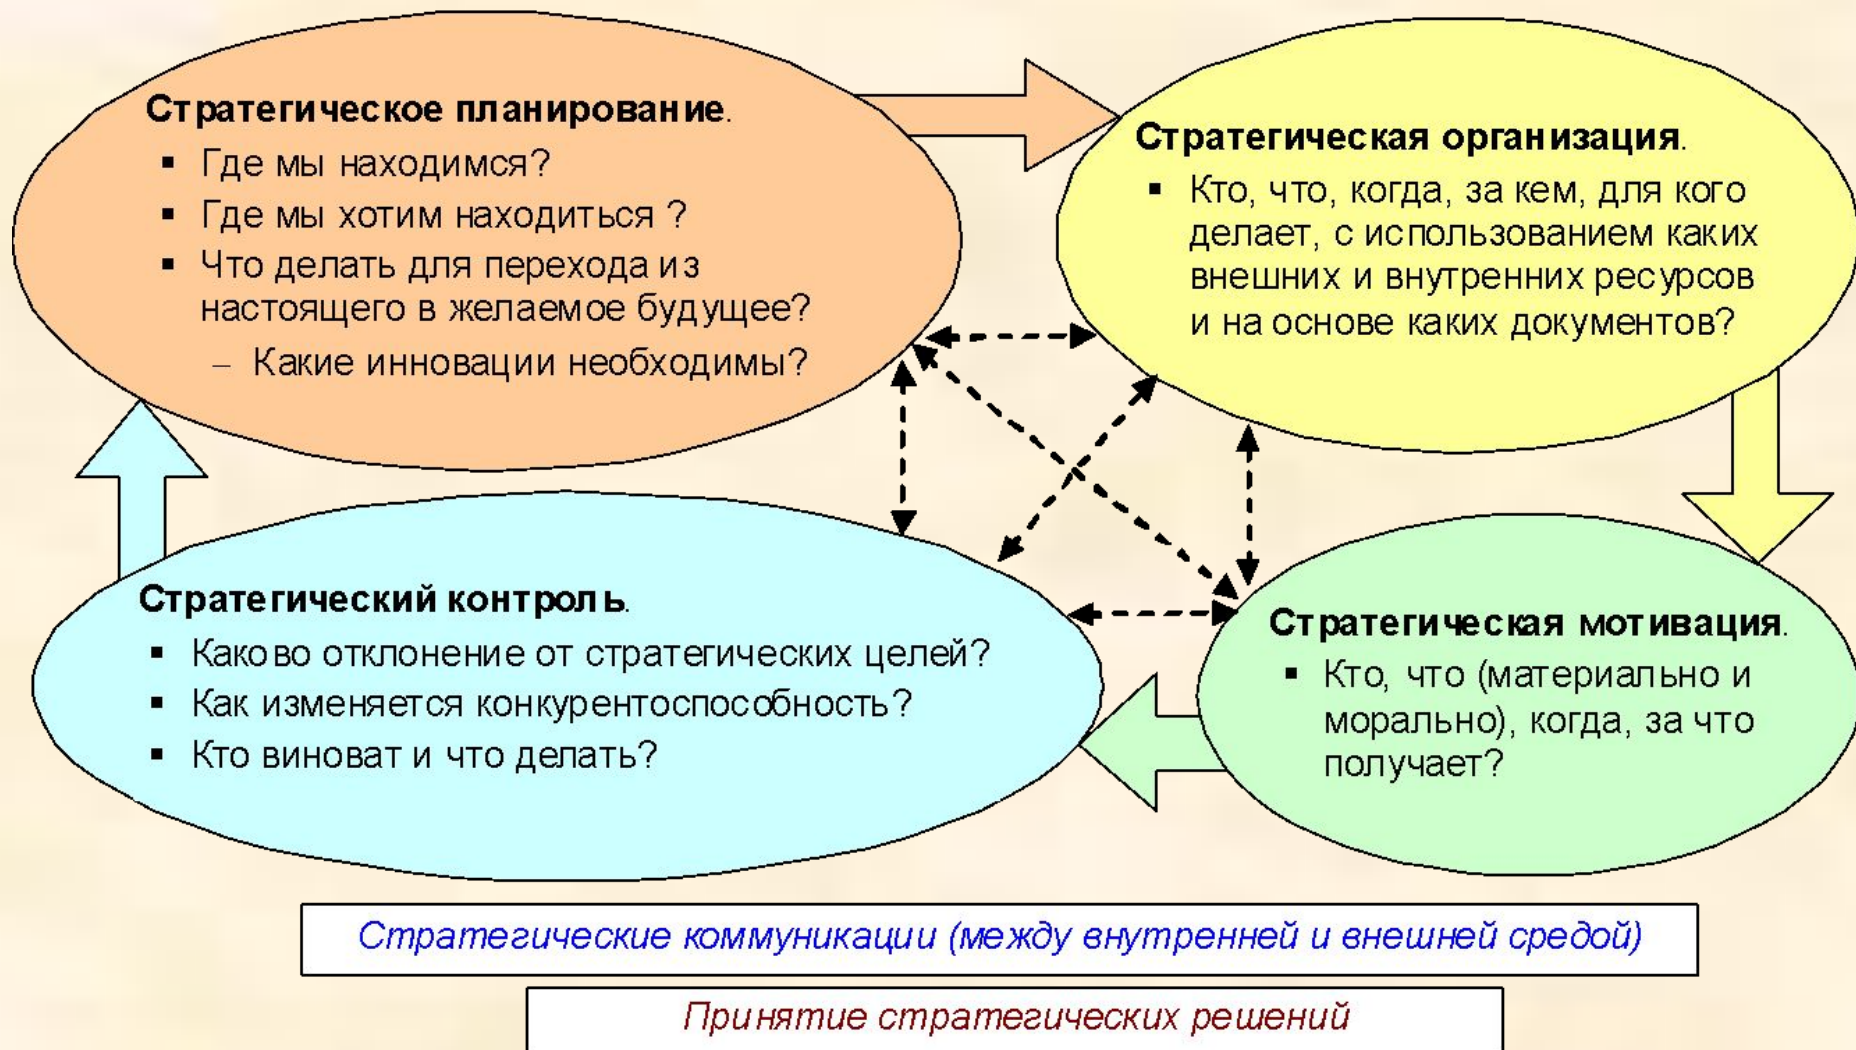 Стратегическое планирование.
▪ Где мы находимся?
▪ Где мы хотим находиться ?
▪ Что делать для перехода из
настоящего в желаемое будущее?
– Какие инновации необходимы?
Стратегическая организация.
▪ Кто, что, когда, за кем, для кого
делает, с использованием каких
внешних и внутренних ресурсов
и на основе каких документов?
Стратегический контроль.
▪ Каково отклонение от стратегических целей?
▪ Как изменяется конкурентоспособность?
▪ Кто виноват и что делать?
Стратегическая мотивация.
▪ Кто, что (материально и
морально), когда, за что
получает?
Стратегические коммуникации (между внутренней и внешней средой)
Принятие стратегических решений